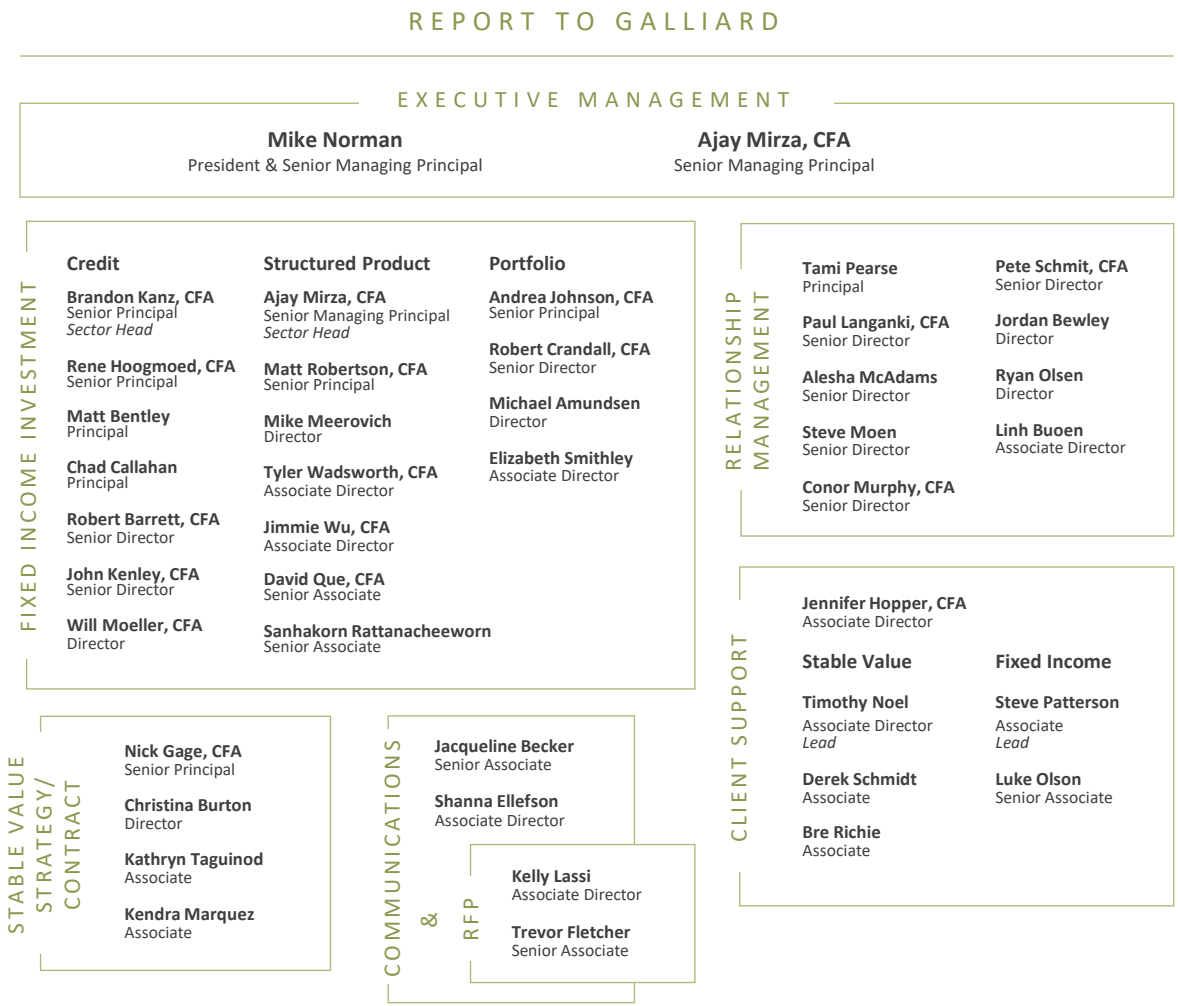 REPORT TO GALLIARD
EXECUTIVE MANAGEMENT
Mike Norman
President & Senior Managing Principal
Ajay Mirza, CFA
Senior Managing Principal
FIXED INCOME INVESTMENT
Credit
Brandon Kanz, CFA
Senior Principal
Sector Head
Rene Hoogmoed, CFA
Senior Principal
Matt Bentley
Principal
Chad Callahan
Principal
Robert Barrett, CFA
Senior Director
John Kenley, CFA
Senior Director
Will Moeller, CFA
Director
Structured Product
Ajay Mirza, CFA
Senior Managing Principal
Sector Head
Matt Robertson, CFA
Senior Principal
Mike Meerovich
Director
Tyler Wadsworth, CFA
Associate Director
Jimmie Wu, CFA
Associate Director
David Que, CFA
Senior Associate
Sanhakorn Rattanacheeworn
Senior Associate
Portfolio
Andrea Johnson, CFA
Senior Principal
Robert Crandall, CFA
Senior Director
Michael Amundsen
Director
Elizabeth Smithley
Associate Director
RELATIONSHIP
MANAGEMENT
Tami Pearse
Principal
Paul Langanki, CFA
Senior Director
Alesha McAdams
Senior Director
Steve Moen
Senior Director
Conor Murphy, CFA
Senior Director
Pete Schmit, CFA
Senior Director
Jordan Bewley
Director
Ryan Olsen
Director
Linh Buoen
Associate Director
STABLE VALUE
STRATEGY/
CONTRACT
Nick Gage, CFA
Senior Principal
Christina Burton
Director
Kathryn Taguinod
Associate
Kendra Marquez
Associate
COMMUNICATIONS
&
RFP
Jacqueline Becker
Senior Associate
Shanna Ellefson
Associate Director
Kelly Lassi
Associate Director
Trevor Fletcher
Senior Associate
CLIENT SUPPORT
Jennifer Hopper, CFA
Associate Director
Stable Value
Timothy Noel
Associate Director
Lead
Derek Schmidt
Associate
Bre Richie
Associate
Fixed Income
Steve Patterson
Associate
Lead
Luke Olson
Senior Associate